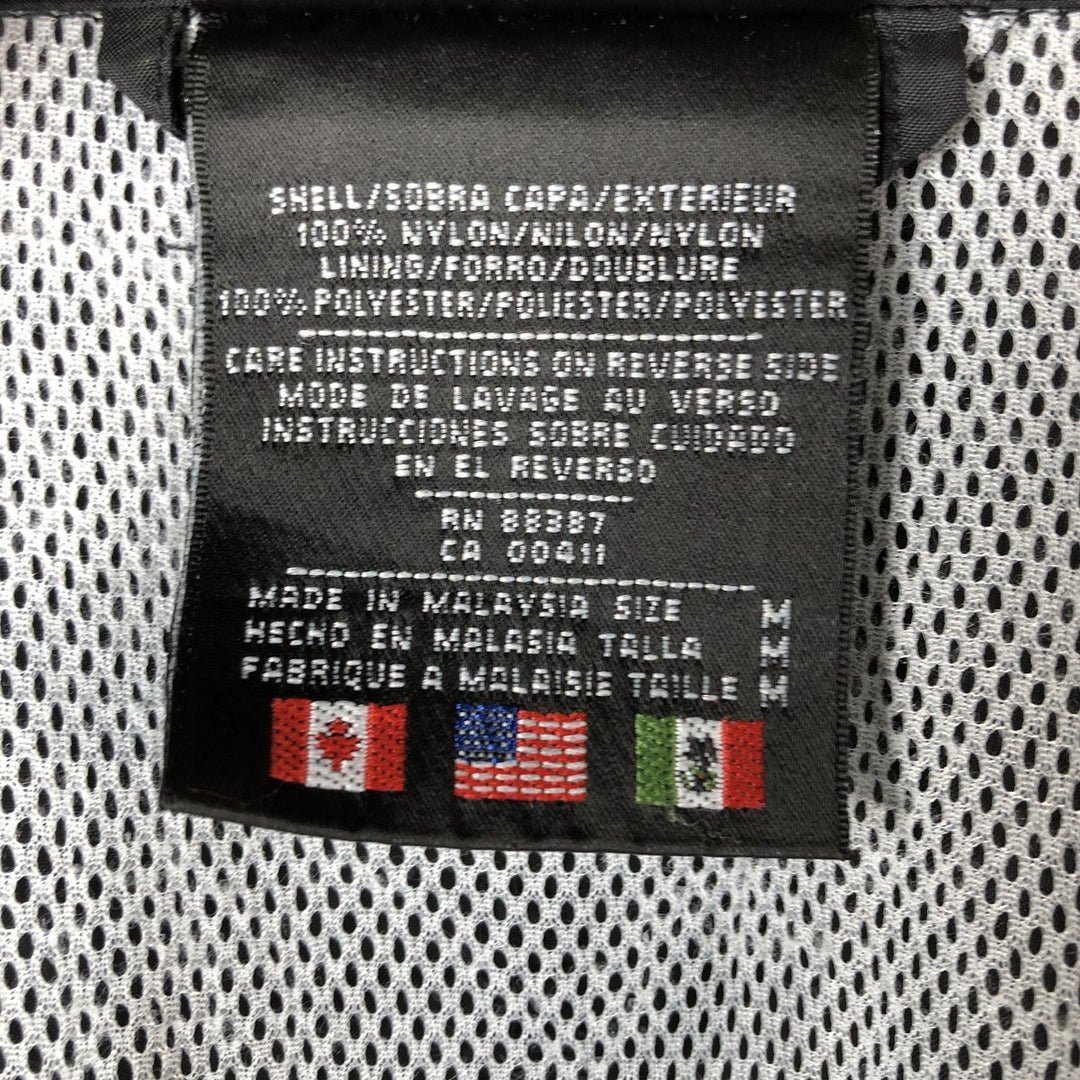 SHELL/SOBRA CAPA/EXTERIEUR
100% NYLON/NILON/NYLON
LINING/FORRO/DOUBLURE
100% POLYESTER/POLIESTER/POLYESTER
CARE INSTRUCTIONS ON REVERSE SIDE
MODE DE LAVAGE AU VERSO
INSTRUCCIONES SOBRE CUIDADO
EN EL REVERSO
RN 88387
CA 00411
MADE IN MALAYSIA SIZE M
HECHO EN MALASIA TALLA M
FABRIQUE A MALAISIE TAILLE M